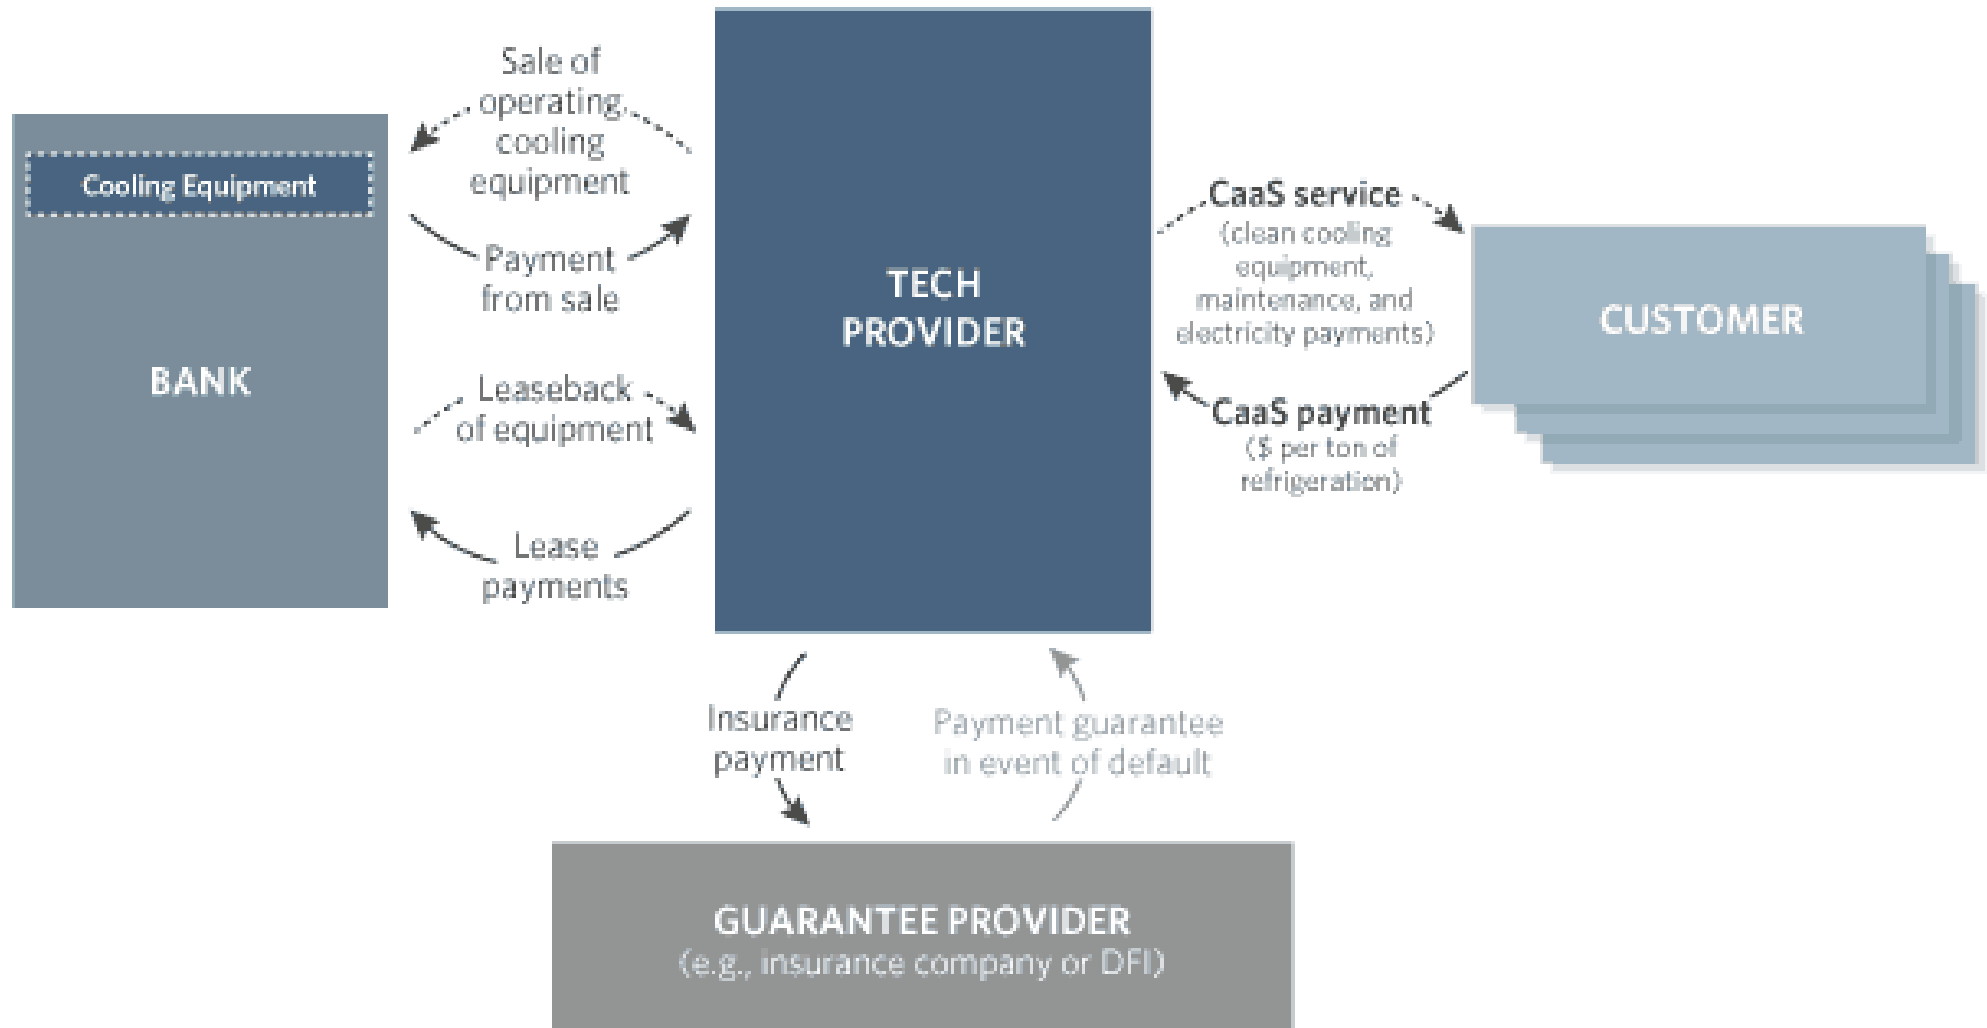 Sale of
operating
cooling
equipment
Cooling Equipment
Payment
from sale
BANK
Leaseback
of equipment
Lease
payments
TECH
PROVIDER
CaaS service
(clean cooling
equipment,
maintenance, and
electricity payments)
CUSTOMER
CaaS payment
($ per ton of
refrigeration)
Insurance
payment
Payment guarantee
in event of default
GUARANTEE PROVIDER
(e.g., insurance company or DFI)